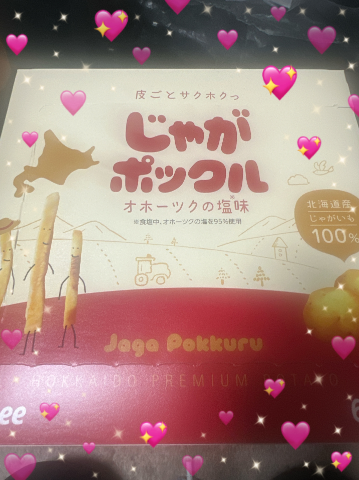 皮ごとサクホクっ
じゃが
ポックル
オホーツクの塩味
※食塩中、オホーツクの塩を95%使用
北海道産
じゃがいも
100%
Jaga Pokkuru
HOKKAIDO PREMIUM POTATO
ee